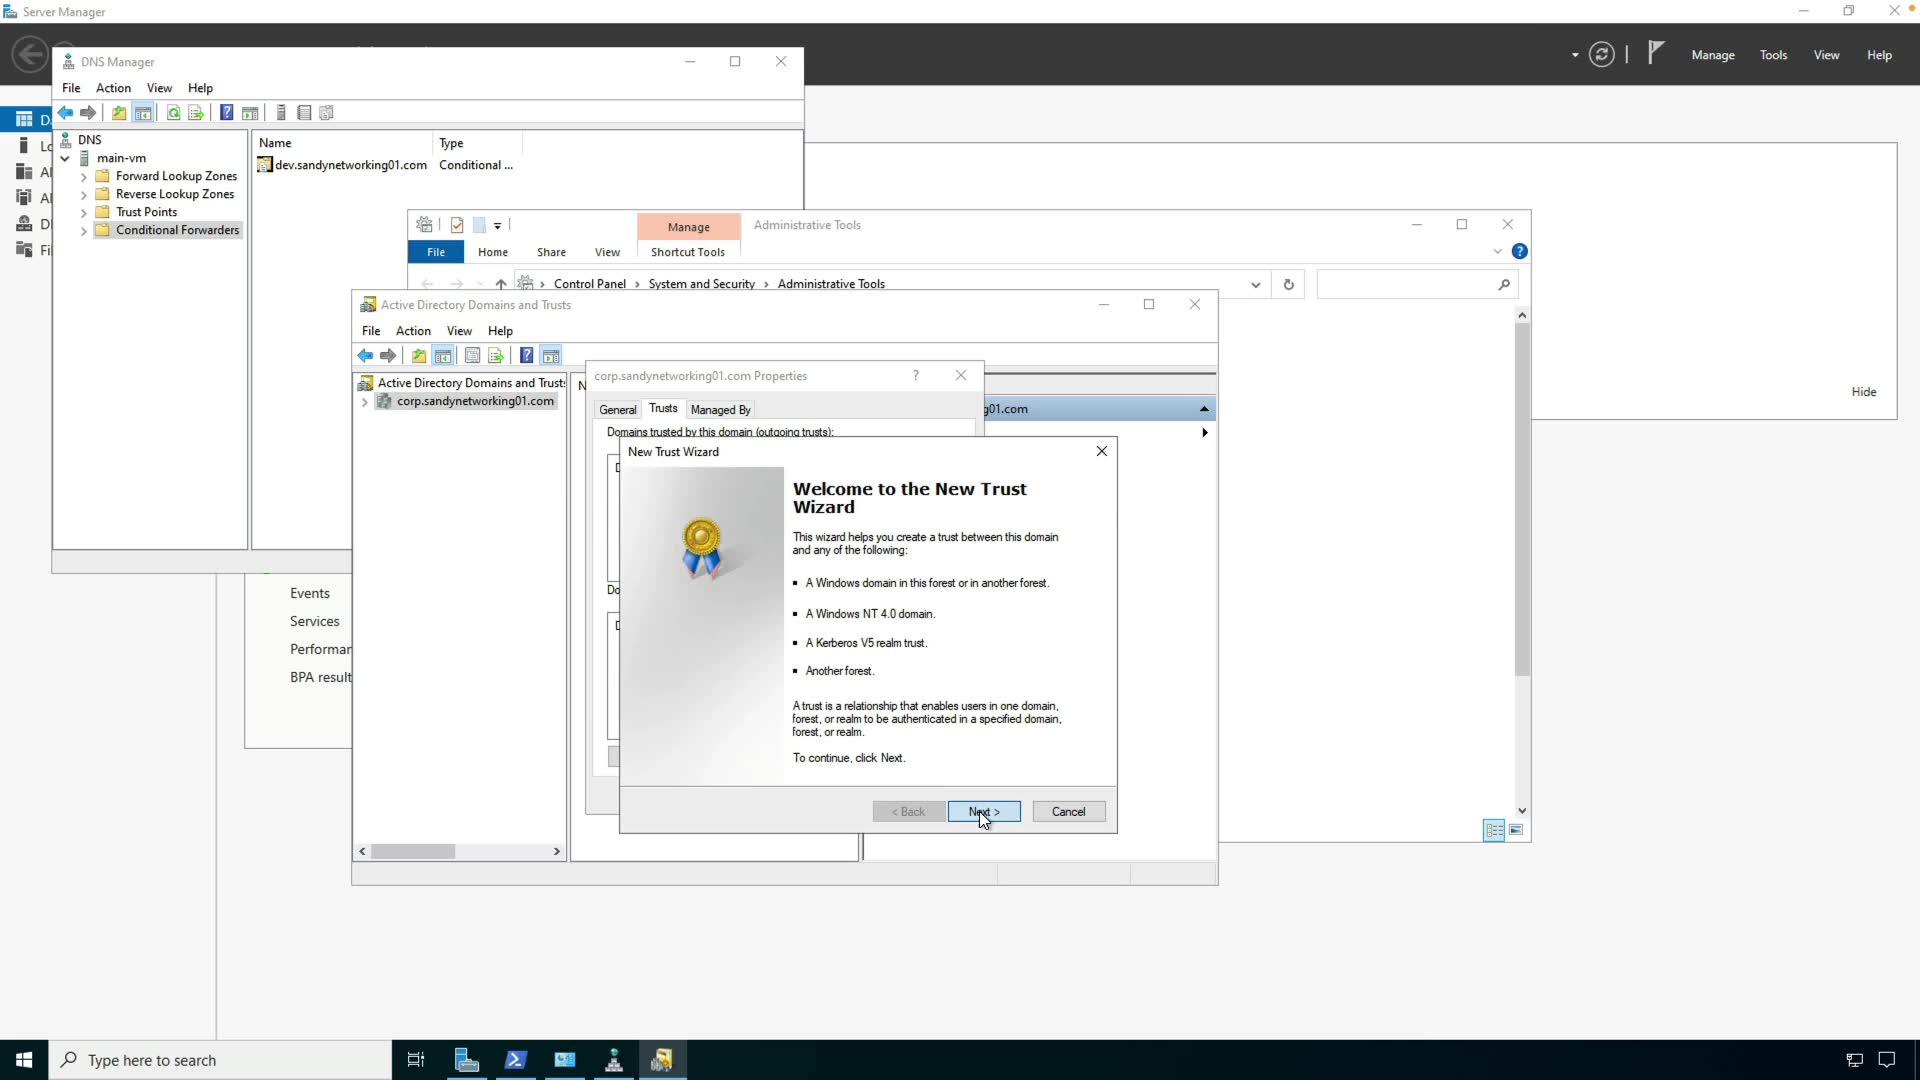 Server Manager
Manage
Tools
View
Help
DNS Manager
File
Action
View
Help
DNS
main-vm
Forward Lookup Zones
Reverse Lookup Zones
Trust Points
Conditional Forwarders
Name
Type
dev.sandynetworking01.com
Conditional ...
Manage
Administrative Tools
File
Home
Share
View
Shortcut Tools
Control Panel
System and Security
Administrative Tools
Hide
Events
Services
Performan
BPA result
Active Directory Domains and Trusts
File
Action
View
Help
Active Directory Domains and Trusts
corp.sandynetworking01.com
g01.com
corp.sandynetworking01.com Properties
General
Trusts
Managed By
Domains trusted by this domain (outgoing trusts):
Do
New Trust Wizard
Welcome to the New Trust
Wizard
This wizard helps you create a trust between this domain
and any of the following:
▪ A Windows domain in this forest or in another forest.
▪ A Windows NT 4.0 domain.
▪ A Kerberos V5 realm trust.
▪ Another forest.
A trust is a relationship that enables users in one domain,
forest, or realm to be authenticated in a specified domain,
forest, or realm.
To continue, click Next.
< Back
Next >
Cancel
Type here to search